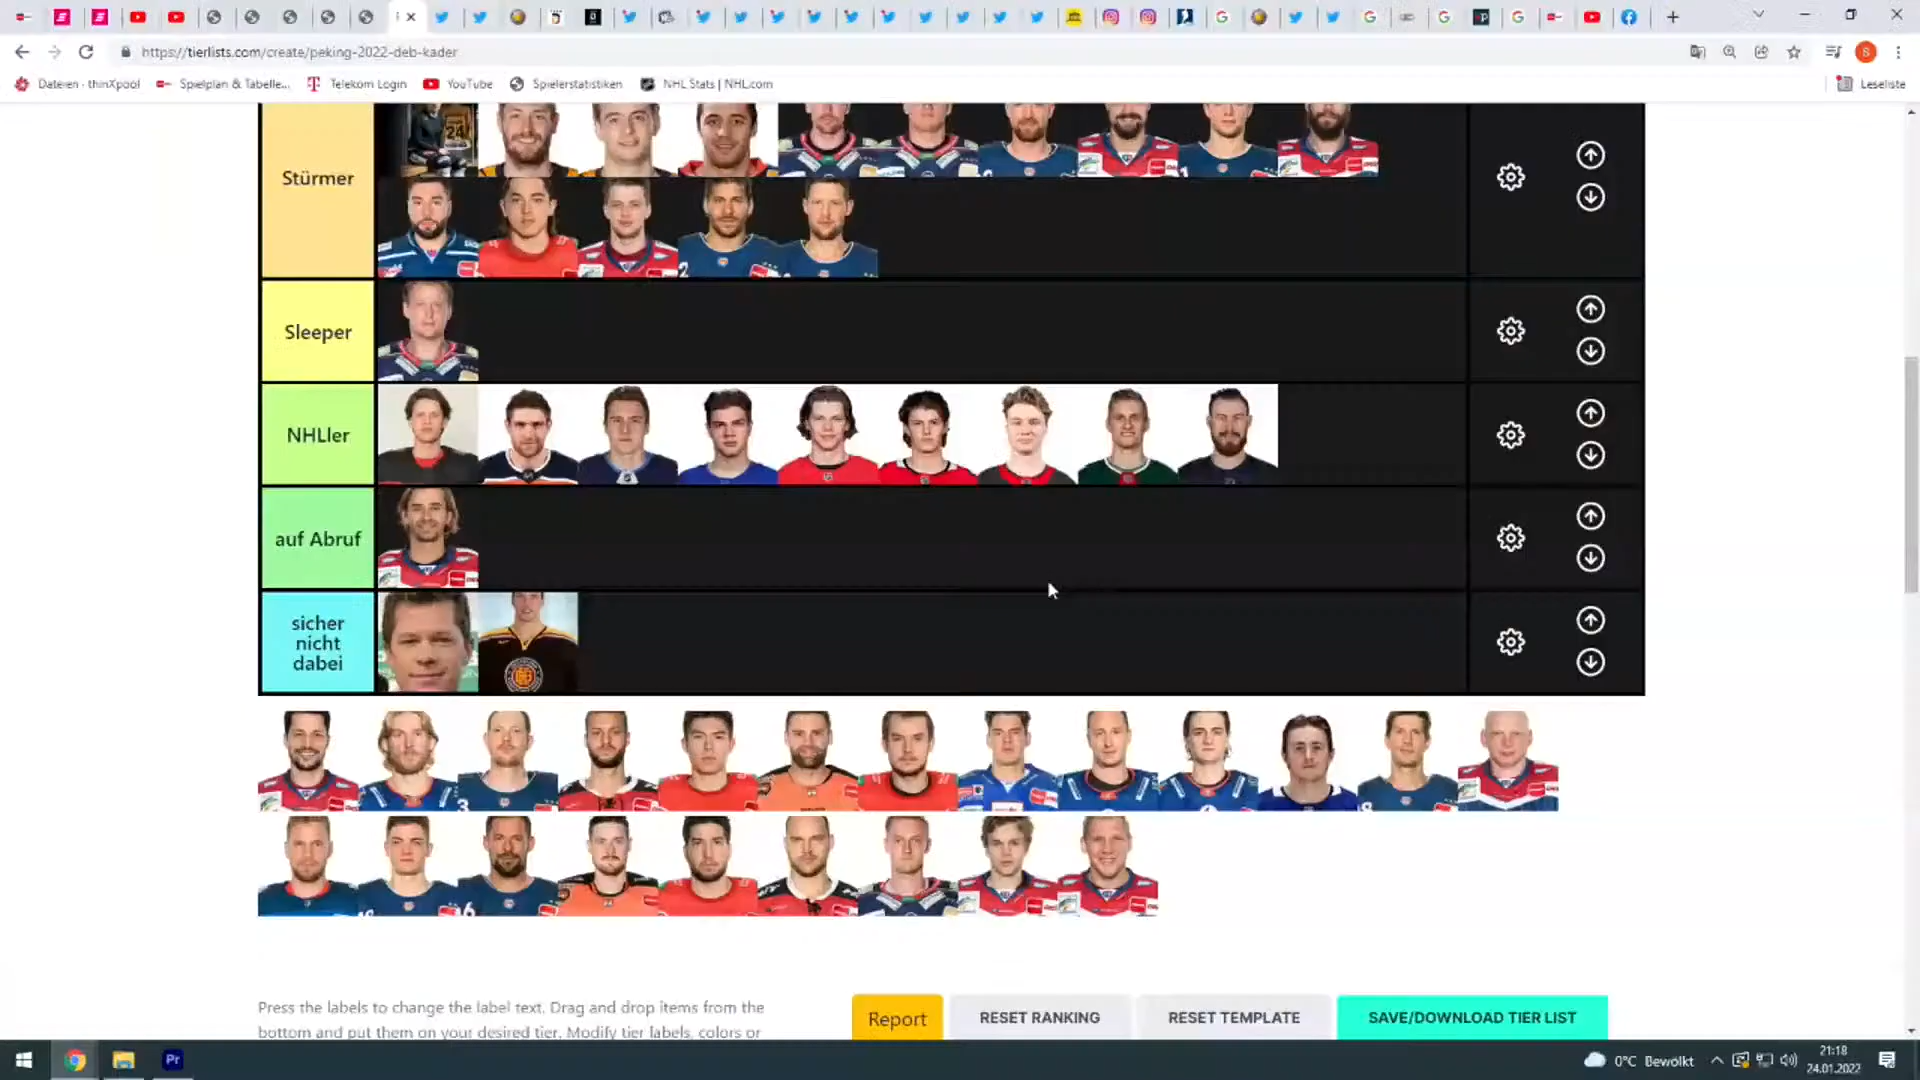 https://tierlists.com/create/peking-2022-deb-kader
S
Dateien - thinXpool
Spielplan & Tabelle...
Telekom Login
YouTube
Spielerstatistiken
NHL Stats | NHL.com
Leseliste
24
Stürmer
Sleeper
NHLler
auf Abruf
sicher
nicht
dabei
Press the labels to change the label text. Drag and drop items from the
bottom and put them on your desired tier. Modify tier labels, colors or
Report
RESET RANKING
RESET TEMPLATE
SAVE/DOWNLOAD TIER LIST
Pr
0°C Bewölkt
21:18
24.01.2022